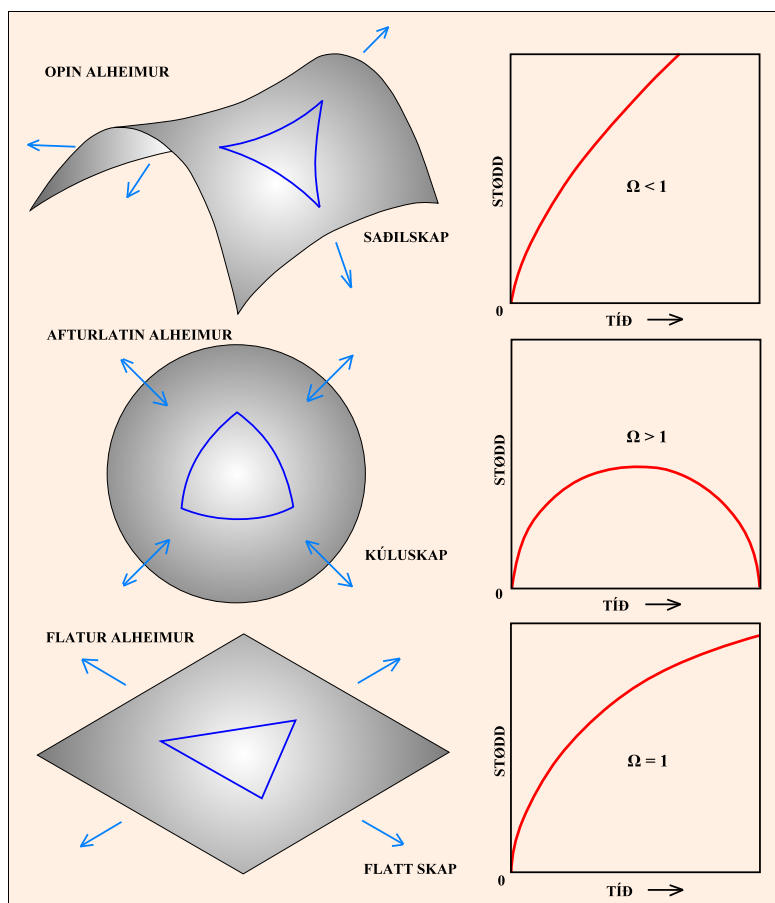 OPIN ALHEIMUR
SAÐILSKAP
STØDD
Ω < 1
0
TÍÐ
AFTURLATIN ALHEIMUR
KÚLUSKAP
STØDD
Ω > 1
0
TÍÐ
FLATUR ALHEIMUR
FLATT SKAP
STØDD
Ω = 1
0
TÍÐ